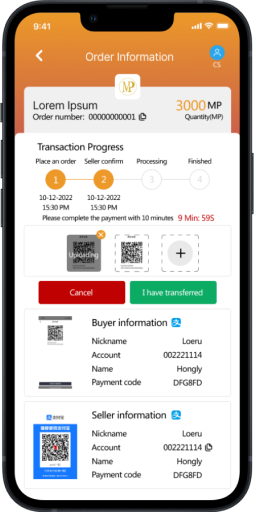 9:41
Order Information
CS
MP
Lorem Ipsum
3000 MP
Order number: 00000000001
Quantity(MP)
Transaction Progress
Place an order Seller confirm Processing Finished
1 2 3 4
10-12-2022 10-12-2022
15:30 PM 15:30 PM
Please complete the payment with 10 minutes 9 Min: 59S
Uploading
Cancel
I have transferred
Buyer information
Nickname Loeru
Account 002221114
Name Hongly
Payment code DFG8FD
Seller information
Nickname Loeru
Account 002221114
Name Hongly
Payment code DFG8FD